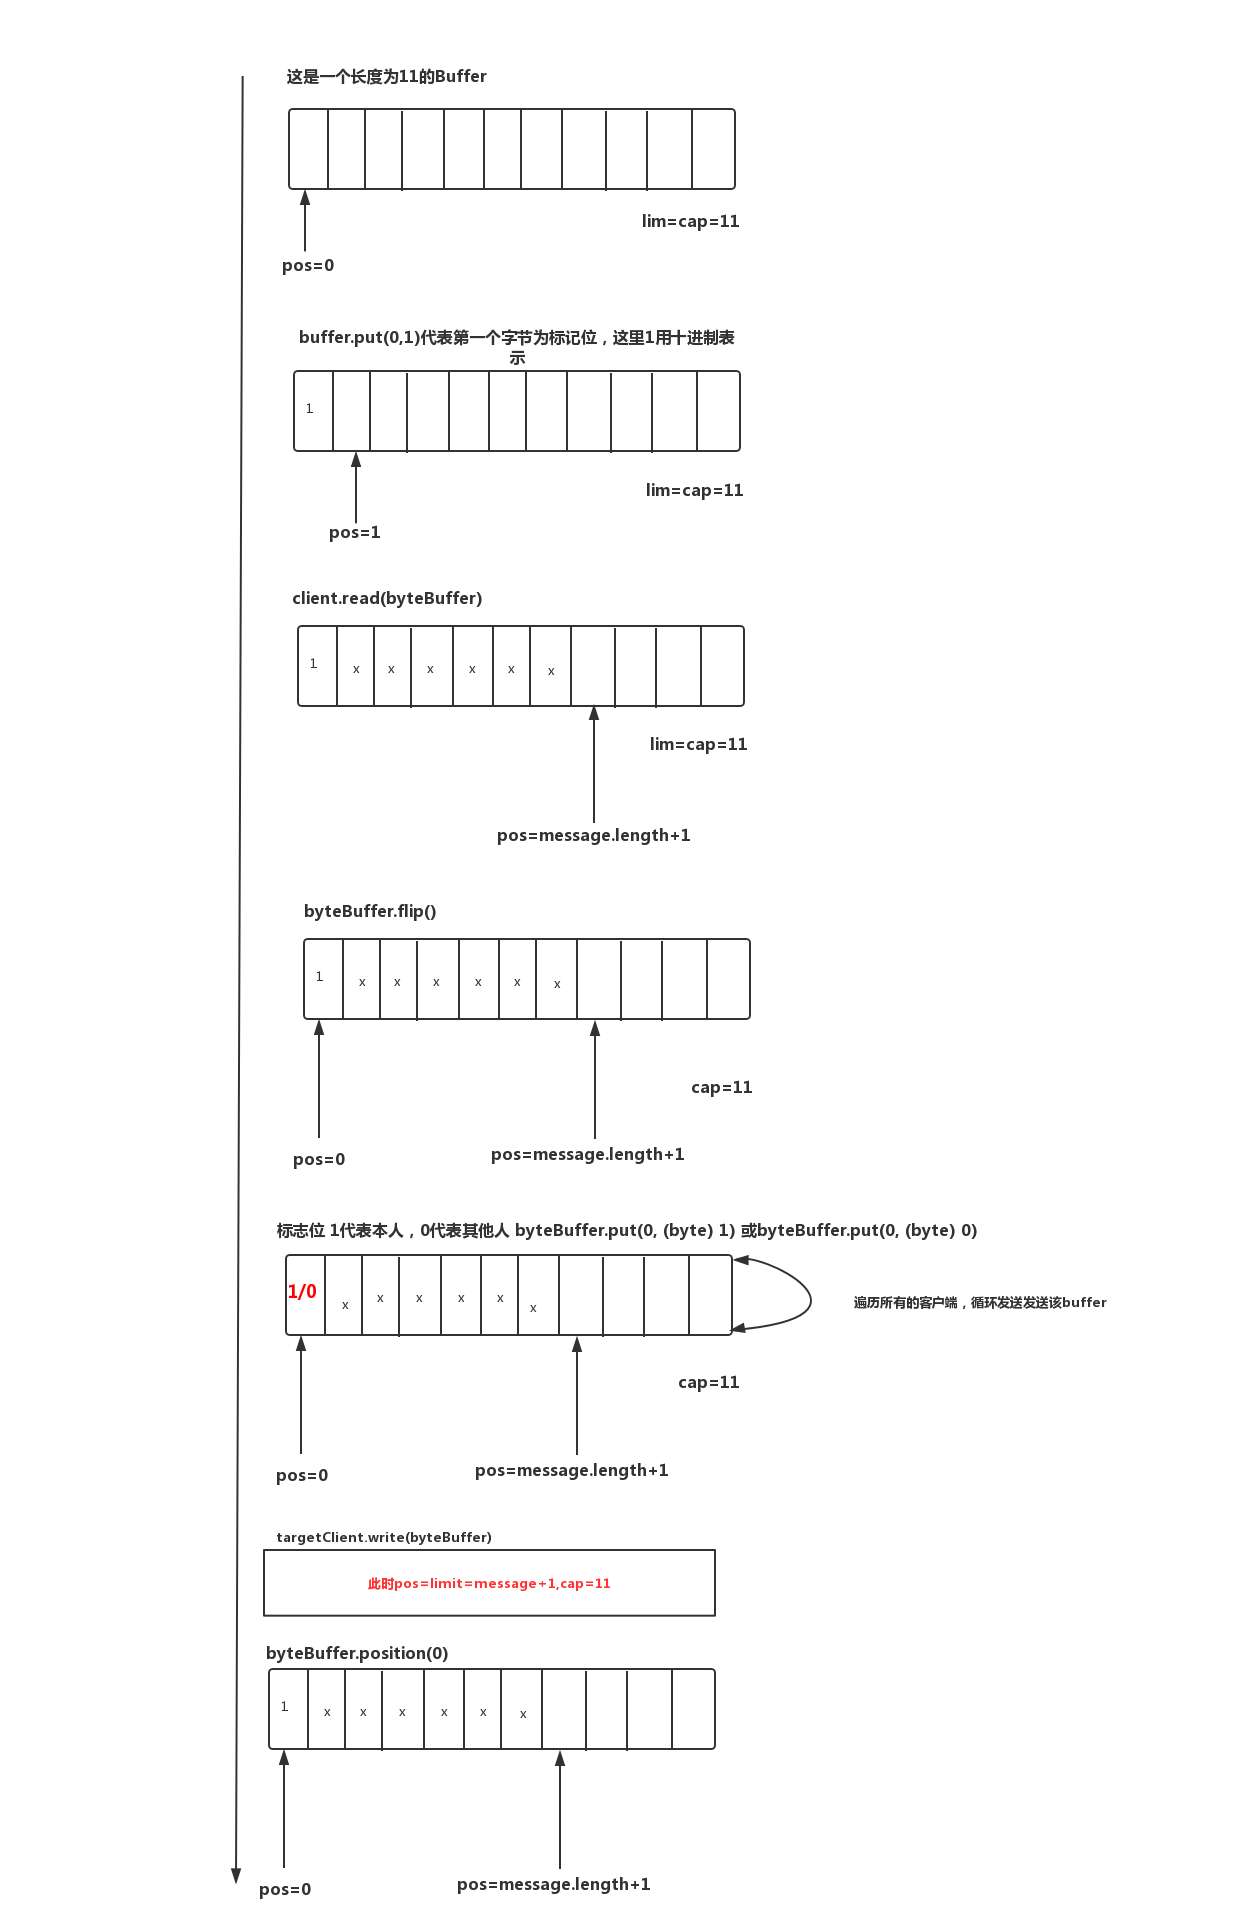 这是一个长度为11的Buffer
lim=cap=11
pos=0
buffer.put(0,1)代表第一个字节为标记位，这里1用十进制表
示
1
lim=cap=11
pos=1
client.read(byteBuffer)
1 x x x x x x
lim=cap=11
pos=message.length+1
byteBuffer.flip()
1 x x x x x x
cap=11
pos=0 pos=message.length+1
标志位 1代表本人，0代表其他人 byteBuffer.put(0, (byte) 1) 或byteBuffer.put(0, (byte) 0)
1/0 x x x x x x
遍历所有的客户端，循环发送发送该buffer
cap=11
pos=0 pos=message.length+1
targetClient.write(byteBuffer)
此时pos=limit=message+1,cap=11
byteBuffer.position(0)
1 x x x x x x
pos=0 pos=message.length+1